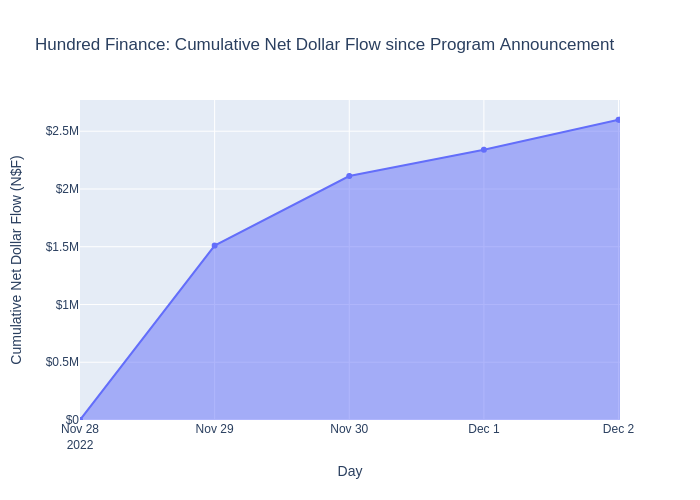 Hundred Finance: Cumulative Net Dollar Flow since Program Announcement
Cumulative Net Dollar Flow (N$F)
$2.5M
$2M
$1.5M
$1M
$0.5M
$0
Nov 28
2022
Nov 29
Nov 30
Dec 1
Dec 2
Day